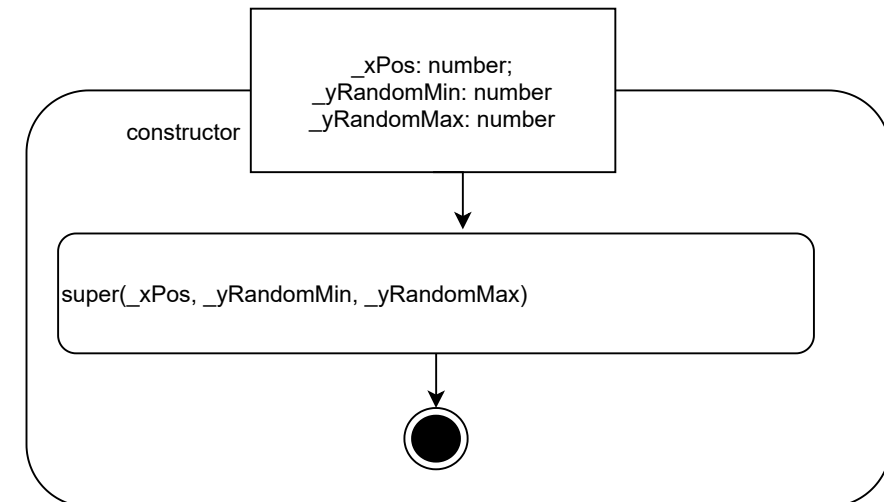 _xPos: number;
_yRandomMin: number
_yRandomMax: number
constructor
super(_xPos, _yRandomMin, _yRandomMax)